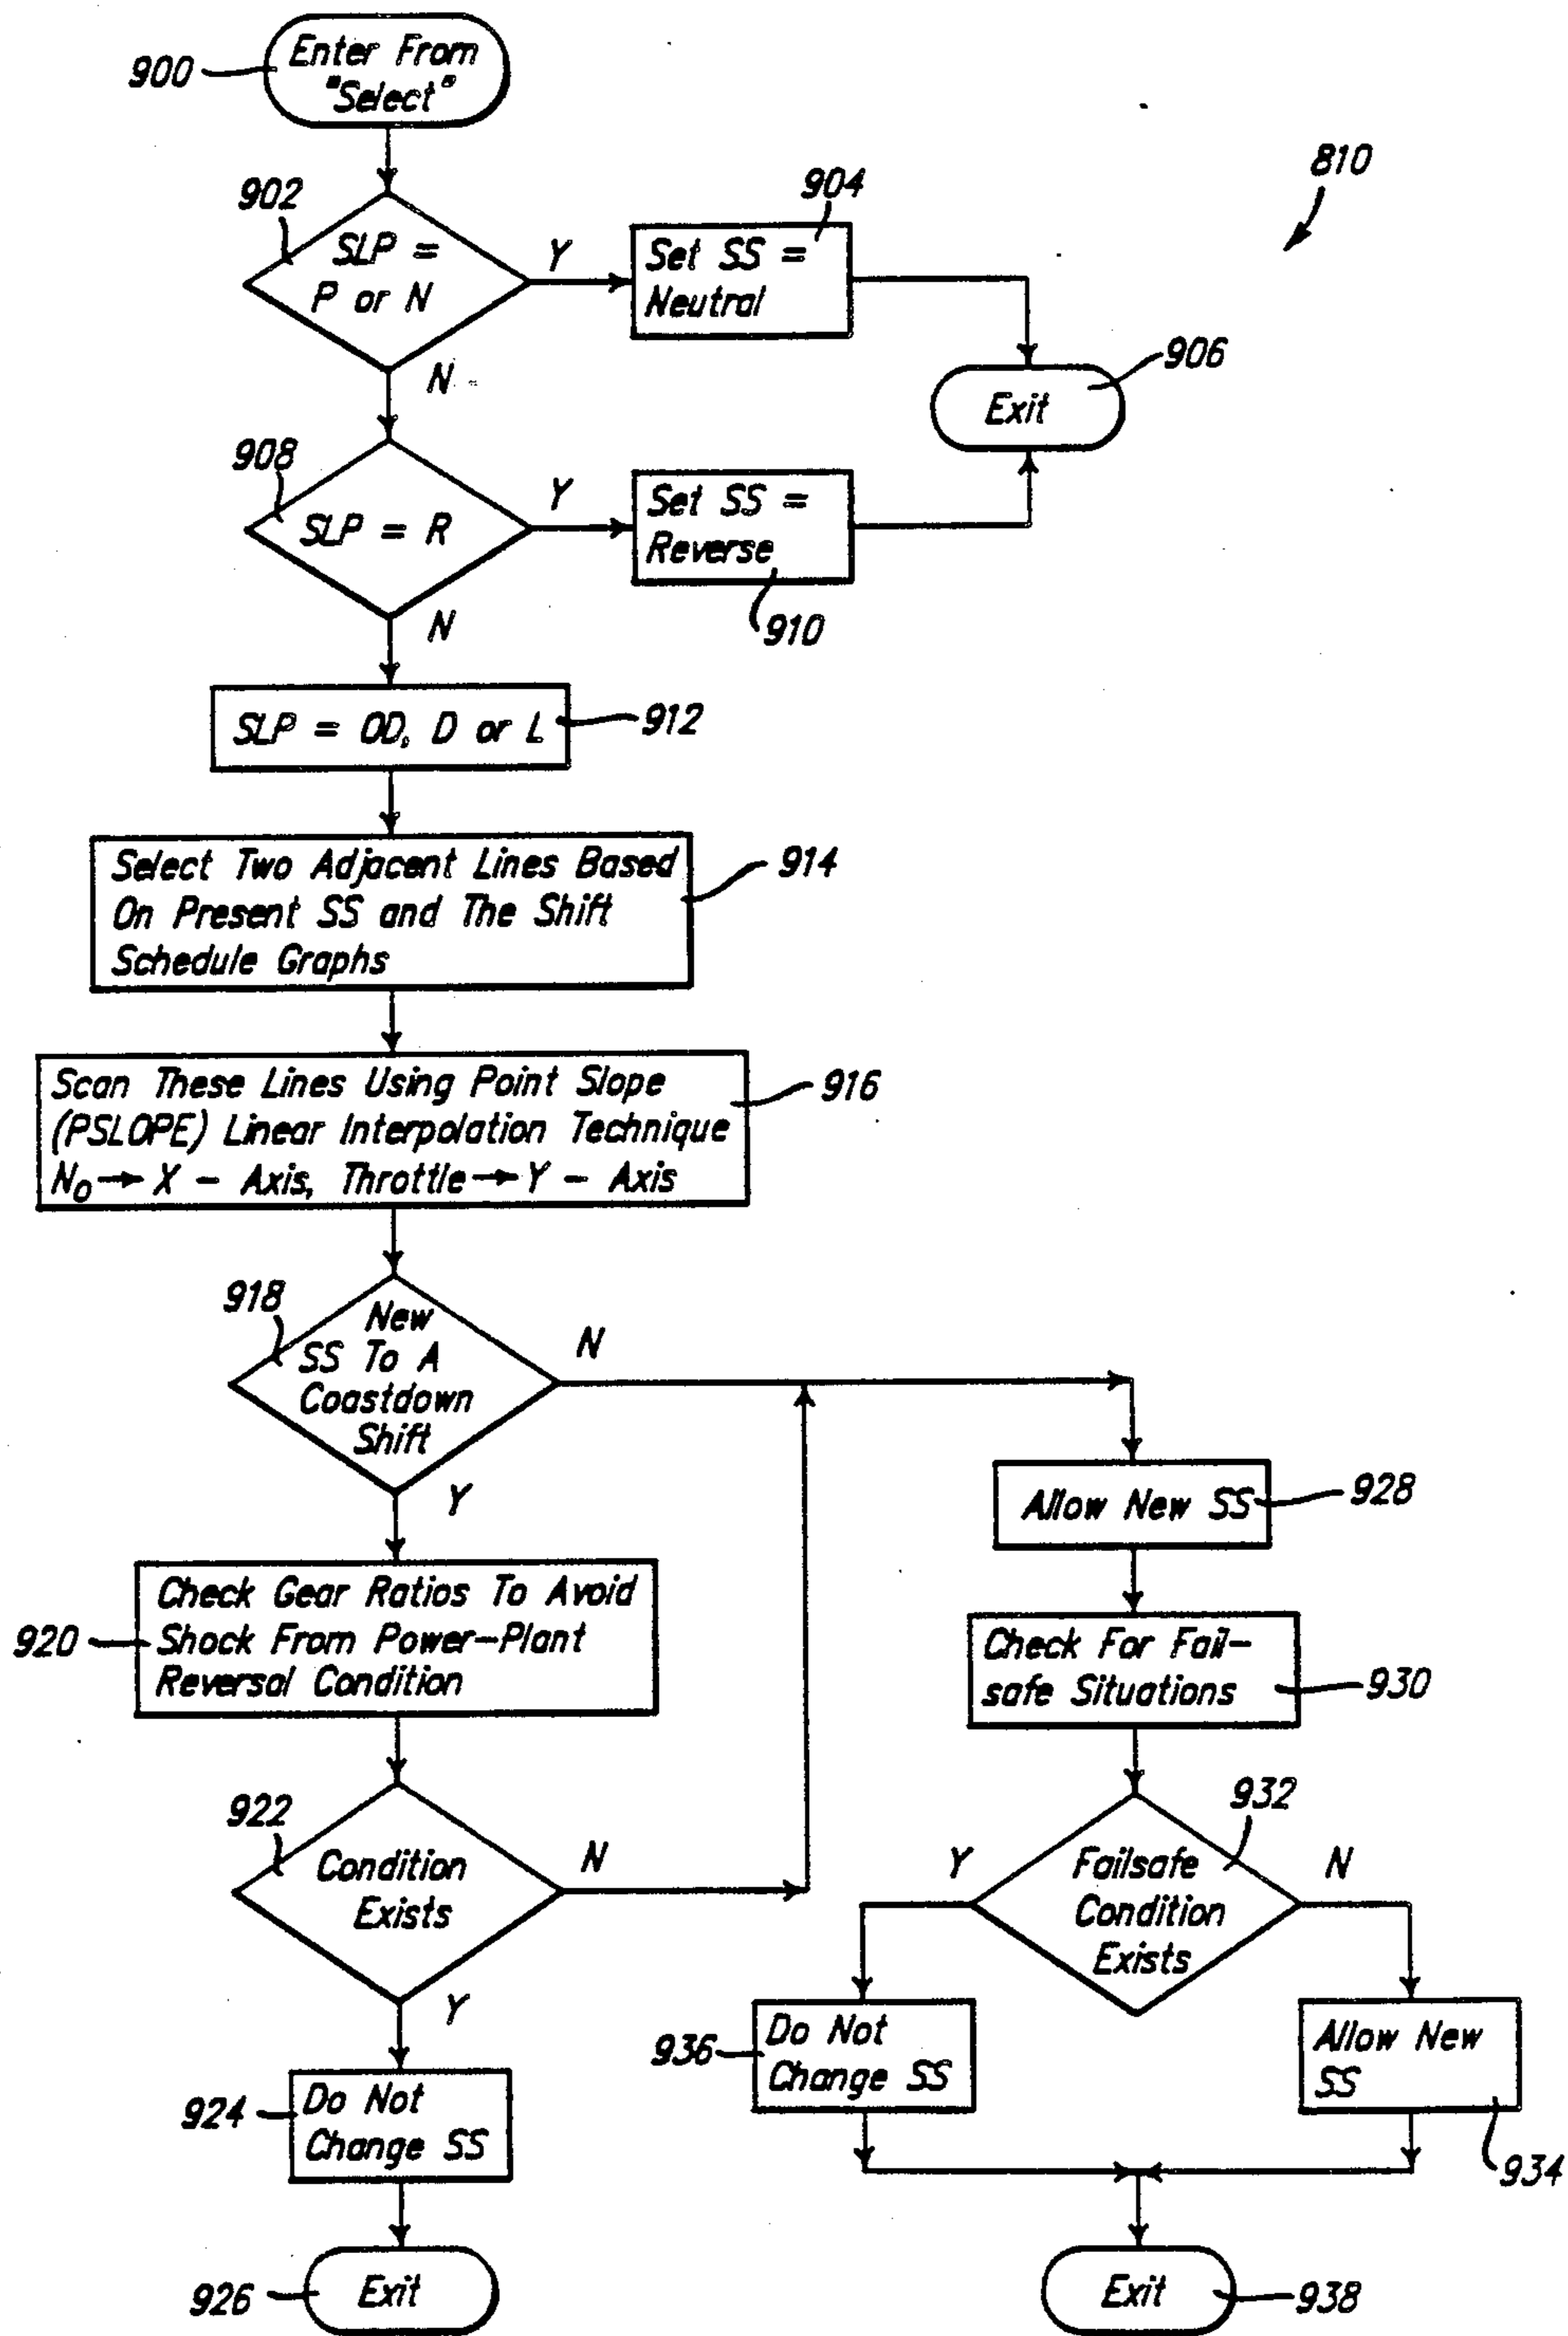 900
Enter From
"Select"
810
902
SLP =
P or N
Y
N
904
Set SS =
Neutral
906
Exit
908
SLP = R
Y
N
Set SS =
Reverse
910
SLP = OD, D or L
912
Select Two Adjacent Lines Based
On Present SS and The Shift
Schedule Graphs
914
Scan These Lines Using Point Slope
(PSLOPE) Linear Interpolation Technique
N₀→X - Axis, Throttle→Y - Axis
916
918
New
SS To A
Coastdown
Shift
N
Y
920
Check Gear Ratios To Avoid
Shock From Power-Plant
Reversal Condition
922
Condition
Exists
N
Y
924
Do Not
Change SS
926
Exit
Allow New SS
928
Check For Fail-
safe Situations
930
932
Failsafe
Condition
Exists
Y
N
936
Do Not
Change SS
Allow New
SS
934
Exit
938